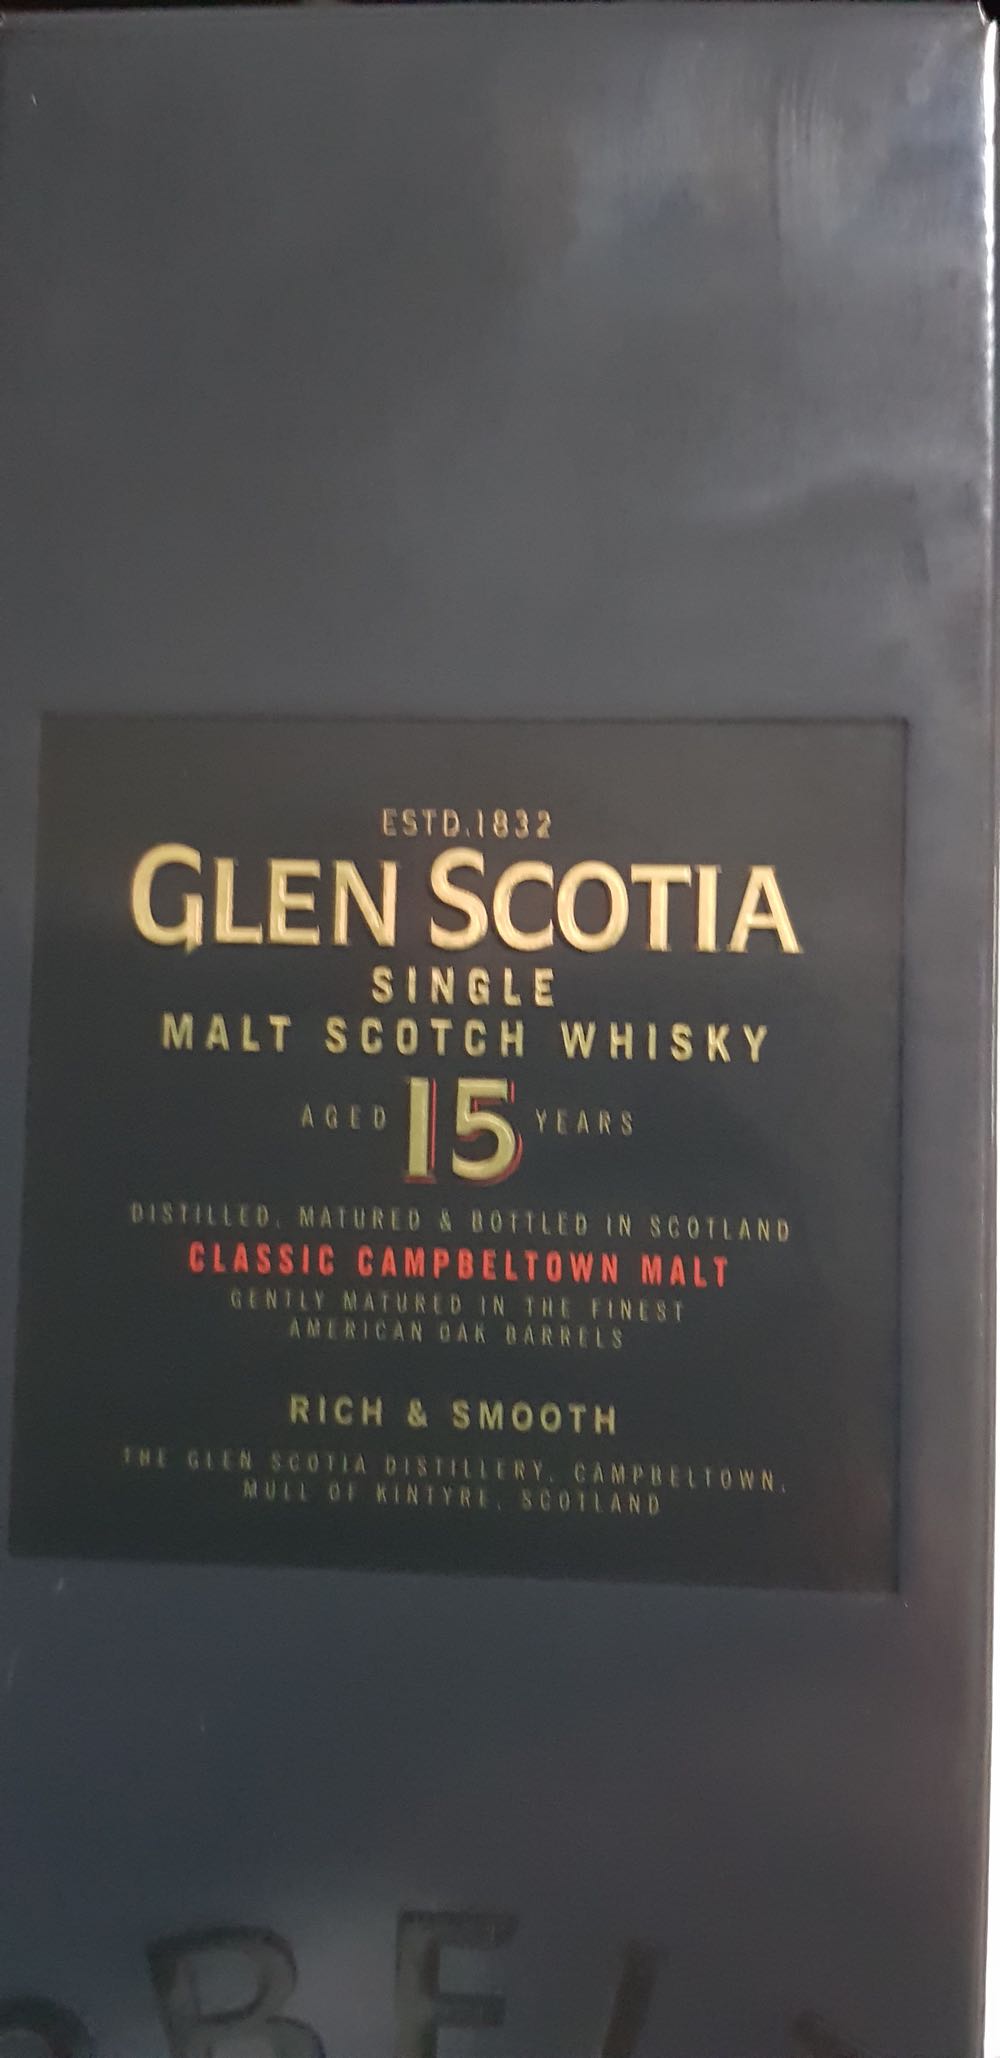 ESTD.1832
GLEN SCOTIA
SINGLE
MALT SCOTCH WHISKY
AGED 15 YEARS
DISTILLED, MATURED & BOTTLED IN SCOTLAND
CLASSIC CAMPBELTOWN MALT
GENTLY MATURED IN THE FINEST
AMERICAN OAK BARRELS
RICH & SMOOTH
THE GLEN SCOTIA DISTILLERY, CAMPBELTOWN,
MULL OF KINTYRE, SCOTLAND